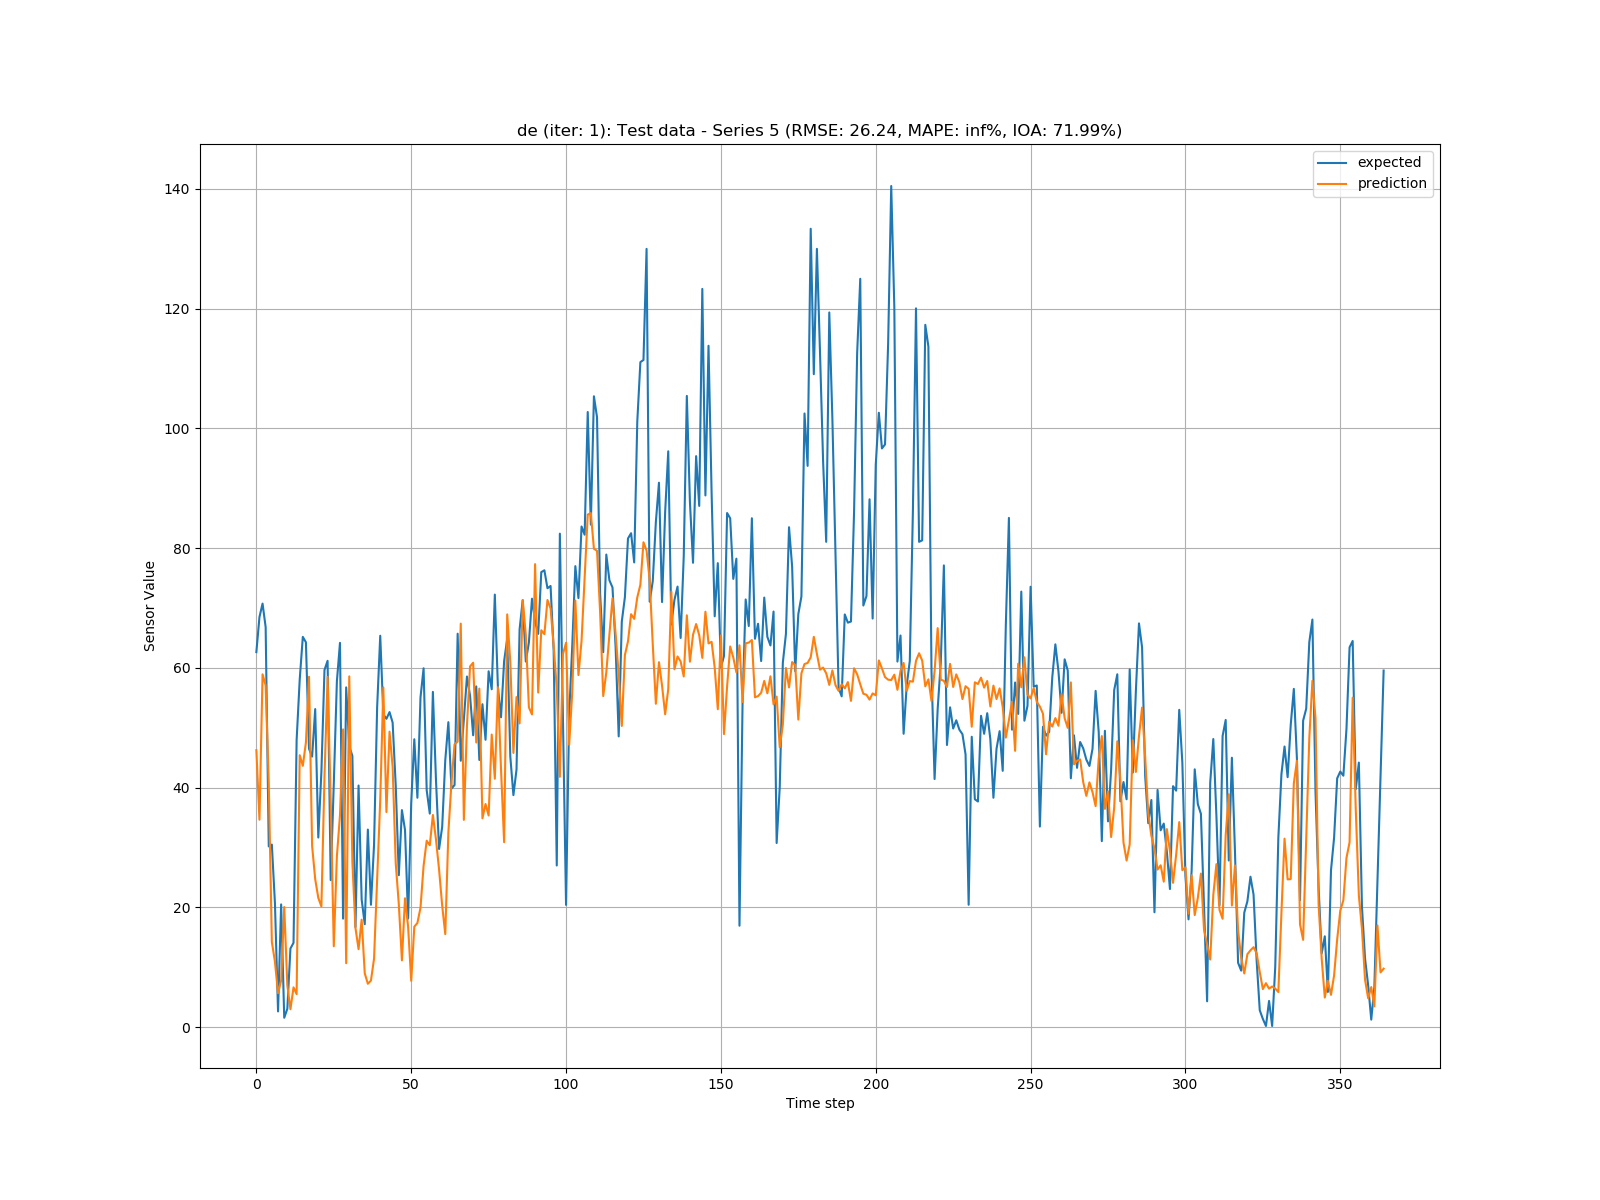 de (iter: 1): Test data - Series 5 (RMSE: 26.24, MAPE: inf%, IOA: 71.99%)
expected
prediction
140
120
100
80
60
40
20
0
Sensor Value
0 50 100 150 200 250 300 350
Time step